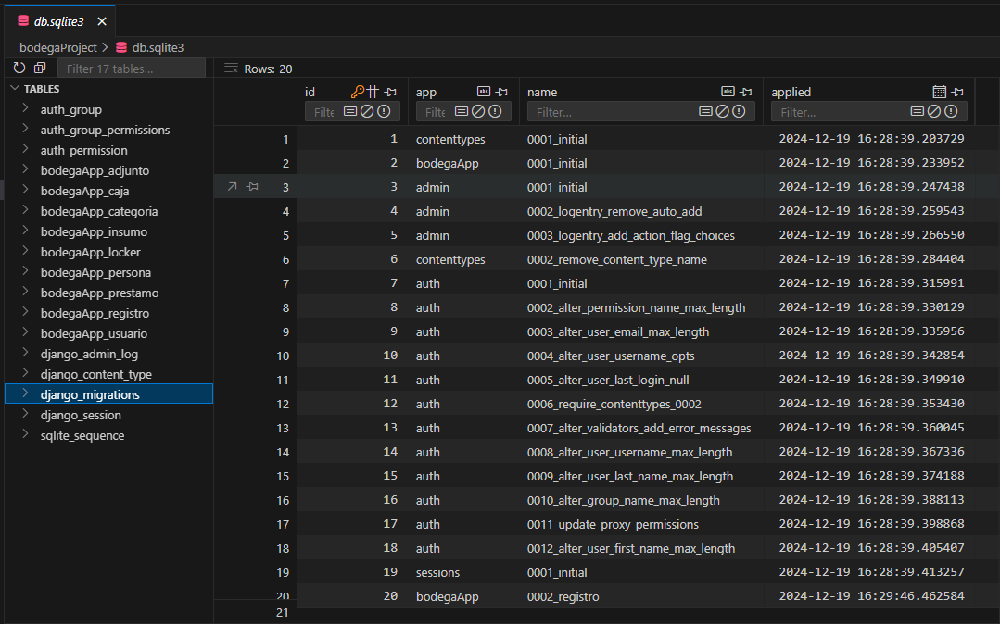 db.sqlite3
bodegaProject > db.sqlite3
Filter 17 tables...
Rows: 20
TABLES
auth_group
auth_group_permissions
auth_permission
bodegaApp_adjunto
bodegaApp_caja
bodegaApp_categoria
bodegaApp_insumo
bodegaApp_locker
bodegaApp_persona
bodegaApp_prestamo
bodegaApp_registro
bodegaApp_usuario
django_admin_log
django_content_type
django_migrations
django_session
sqlite_sequence
id app name applied
Filte Filte Filter... Filter...
1 1 contenttypes 0001_initial 2024-12-19 16:28:39.203729
2 2 bodegaApp 0001_initial 2024-12-19 16:28:39.233952
3 3 admin 0001_initial 2024-12-19 16:28:39.247438
4 4 admin 0002_logentry_remove_auto_add 2024-12-19 16:28:39.259543
5 5 admin 0003_logentry_add_action_flag_choices 2024-12-19 16:28:39.266550
6 6 contenttypes 0002_remove_content_type_name 2024-12-19 16:28:39.284404
7 7 auth 0001_initial 2024-12-19 16:28:39.315991
8 8 auth 0002_alter_permission_name_max_length 2024-12-19 16:28:39.330129
9 9 auth 0003_alter_user_email_max_length 2024-12-19 16:28:39.335956
10 10 auth 0004_alter_user_username_opts 2024-12-19 16:28:39.342854
11 11 auth 0005_alter_user_last_login_null 2024-12-19 16:28:39.349910
12 12 auth 0006_require_contenttypes_0002 2024-12-19 16:28:39.353430
13 13 auth 0007_alter_validators_add_error_messages 2024-12-19 16:28:39.360045
14 14 auth 0008_alter_user_username_max_length 2024-12-19 16:28:39.367336
15 15 auth 0009_alter_user_last_name_max_length 2024-12-19 16:28:39.374188
16 16 auth 0010_alter_group_name_max_length 2024-12-19 16:28:39.388113
17 17 auth 0011_update_proxy_permissions 2024-12-19 16:28:39.398868
18 18 auth 0012_alter_user_first_name_max_length 2024-12-19 16:28:39.405407
19 19 sessions 0001_initial 2024-12-19 16:28:39.413257
20 20 bodegaApp 0002_registro 2024-12-19 16:29:46.462584
21